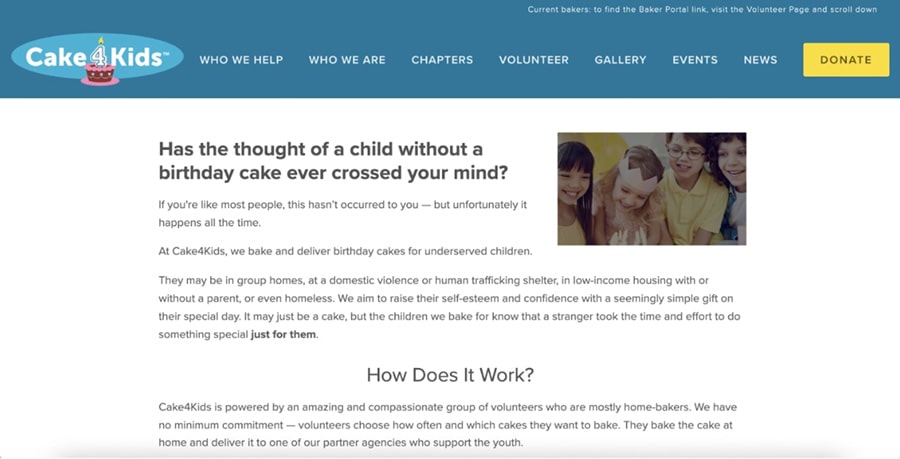 Current bakers: to find the Baker Portal link, visit the Volunteer Page and scroll down
Cake4Kids™
WHO WE HELP WHO WE ARE CHAPTERS VOLUNTEER GALLERY EVENTS NEWS DONATE
Has the thought of a child without a
birthday cake ever crossed your mind?
If you're like most people, this hasn't occurred to you — but unfortunately it
happens all the time.
At Cake4Kids, we bake and deliver birthday cakes for underserved children.
They may be in group homes, at a domestic violence or human trafficking shelter, in low-income housing with or
without a parent, or even homeless. We aim to raise their self-esteem and confidence with a seemingly simple gift on
their special day. It may just be a cake, but the children we bake for know that a stranger took the time and effort to do
something special just for them.
How Does It Work?
Cake4Kids is powered by an amazing and compassionate group of volunteers who are mostly home-bakers. We have
no minimum commitment — volunteers choose how often and which cakes they want to bake. They bake the cake at
home and deliver it to one of our partner agencies who support the youth.